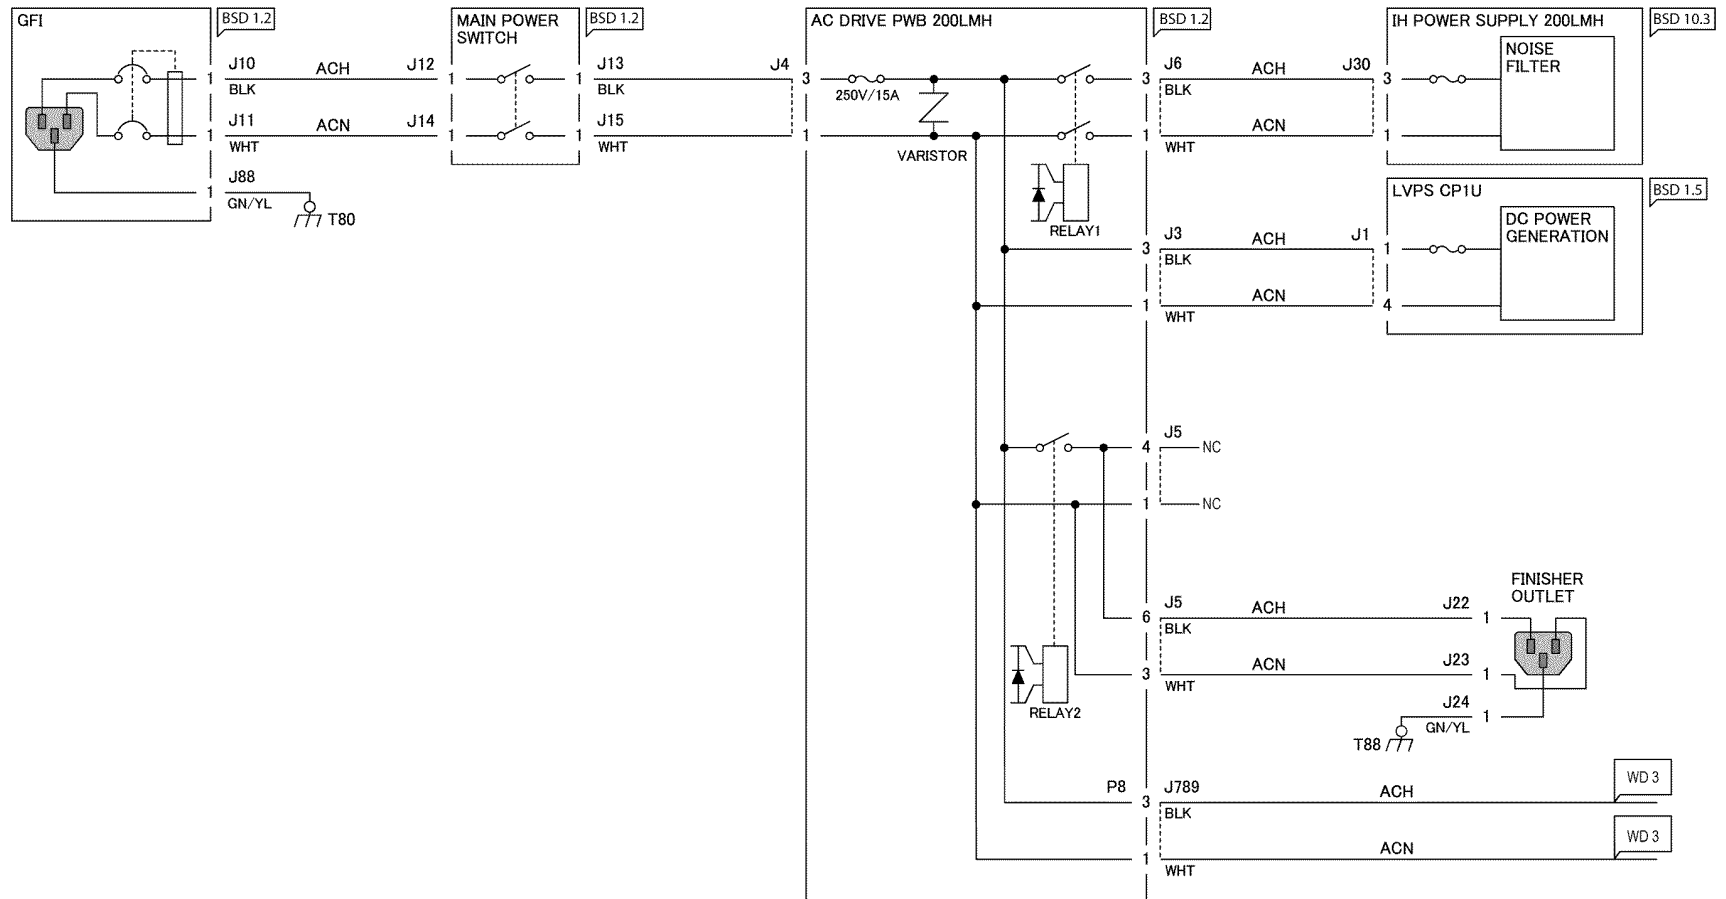 GFI
BSD 1.2
MAIN POWER
SWITCH
BSD 1.2
AC DRIVE PWB 200LMH
BSD 1.2
IH POWER SUPPLY 200LMH
BSD 10.3
NOISE
FILTER
1
J10
ACH
J12
1
1
J13
J4
3
3
J6
ACH
J30
3
BLK
BLK
250V/15A
BLK
1
J11
ACN
J14
1
1
J15
1
1
ACN
1
WHT
WHT
VARISTOR
WHT
J88
1
GN/YL
T80
RELAY1
LVPS CP1U
BSD 1.5
DC POWER
GENERATION
3
J3
ACH
J1
1
BLK
1
ACN
4
WHT
J5
4
NC
1
NC
FINISHER
OUTLET
J5
ACH
J22
6
1
BLK
ACN
J23
3
1
WHT
RELAY2
J24
1
GN/YL
T88
P8
3
J789
ACH
WD 3
BLK
1
ACN
WD 3
WHT